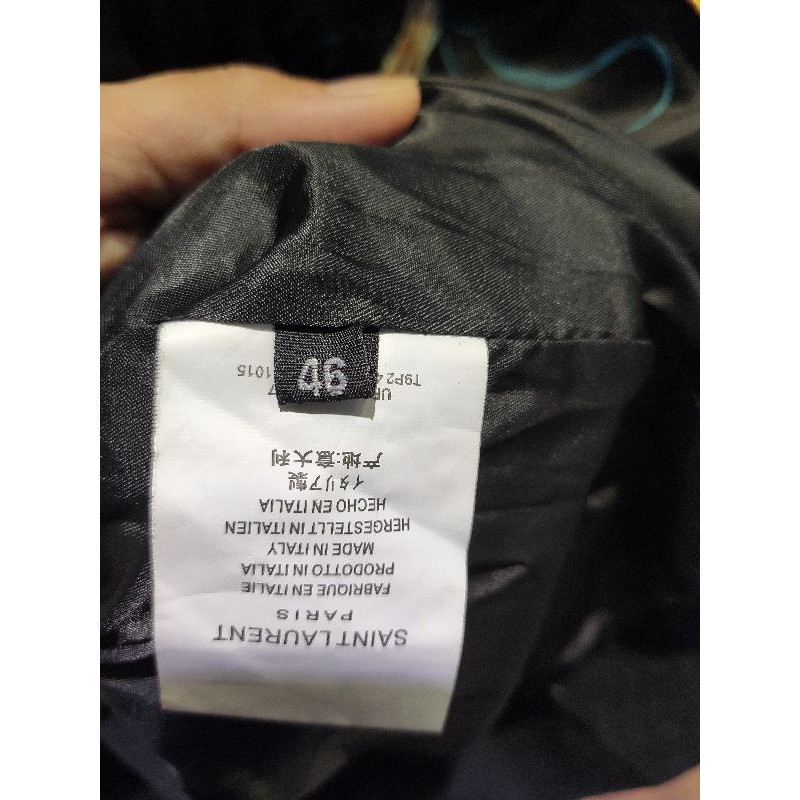 SAINT LAURENT
PARIS
FABRIQUE EN ITALIE
PRODOTTO IN ITALIA
MADE IN ITALY
HERGESTELLT IN ITALIEN
HECHO EN ITALIA
イタリア製
产地:意大利
46